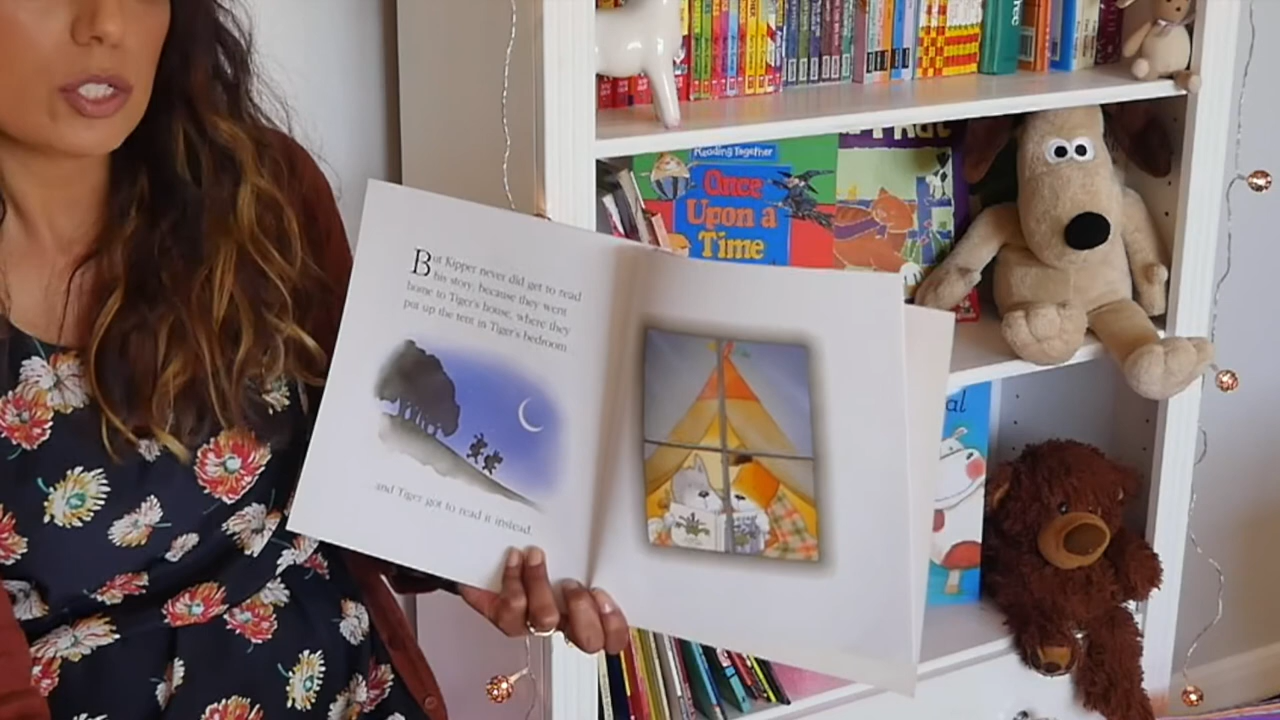 Reading Together
Once
Upon a
Time
But Kipper never did get to read
his story, because they went
home to Tiger's house, where they
put up the tent in Tiger's bedroom
and Tiger got to read it instead.
al